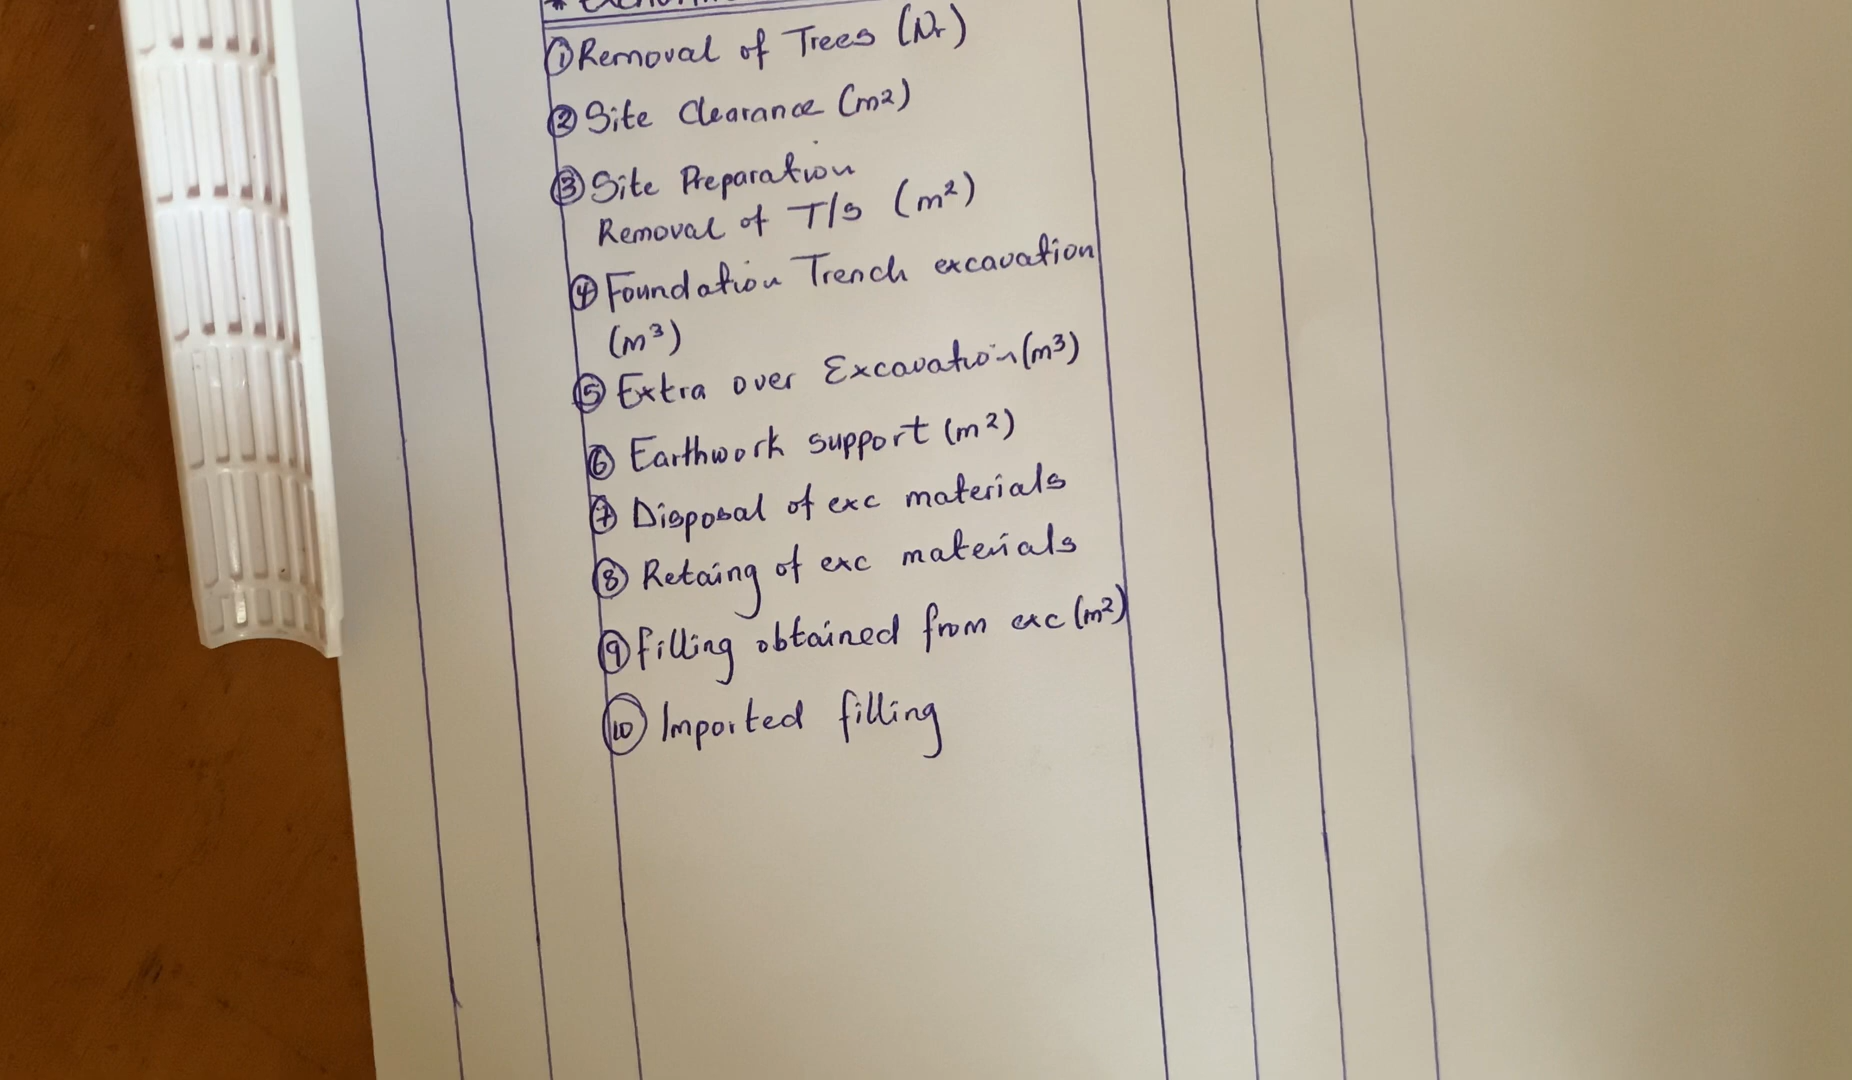 ① Removal of Trees (Nr)
② Site Clearance (m2)
③ Site Preparation
Removal of T/s (m²)
④ Foundation Trench excavation
(m³)
⑤ Extra over Excavation (m³)
⑥ Earthwork support (m²)
⑦ Disposal of exc materials
⑧ Retaing of exc materials
⑨ filling obtained from exc (m²)
⑩ Imported filling